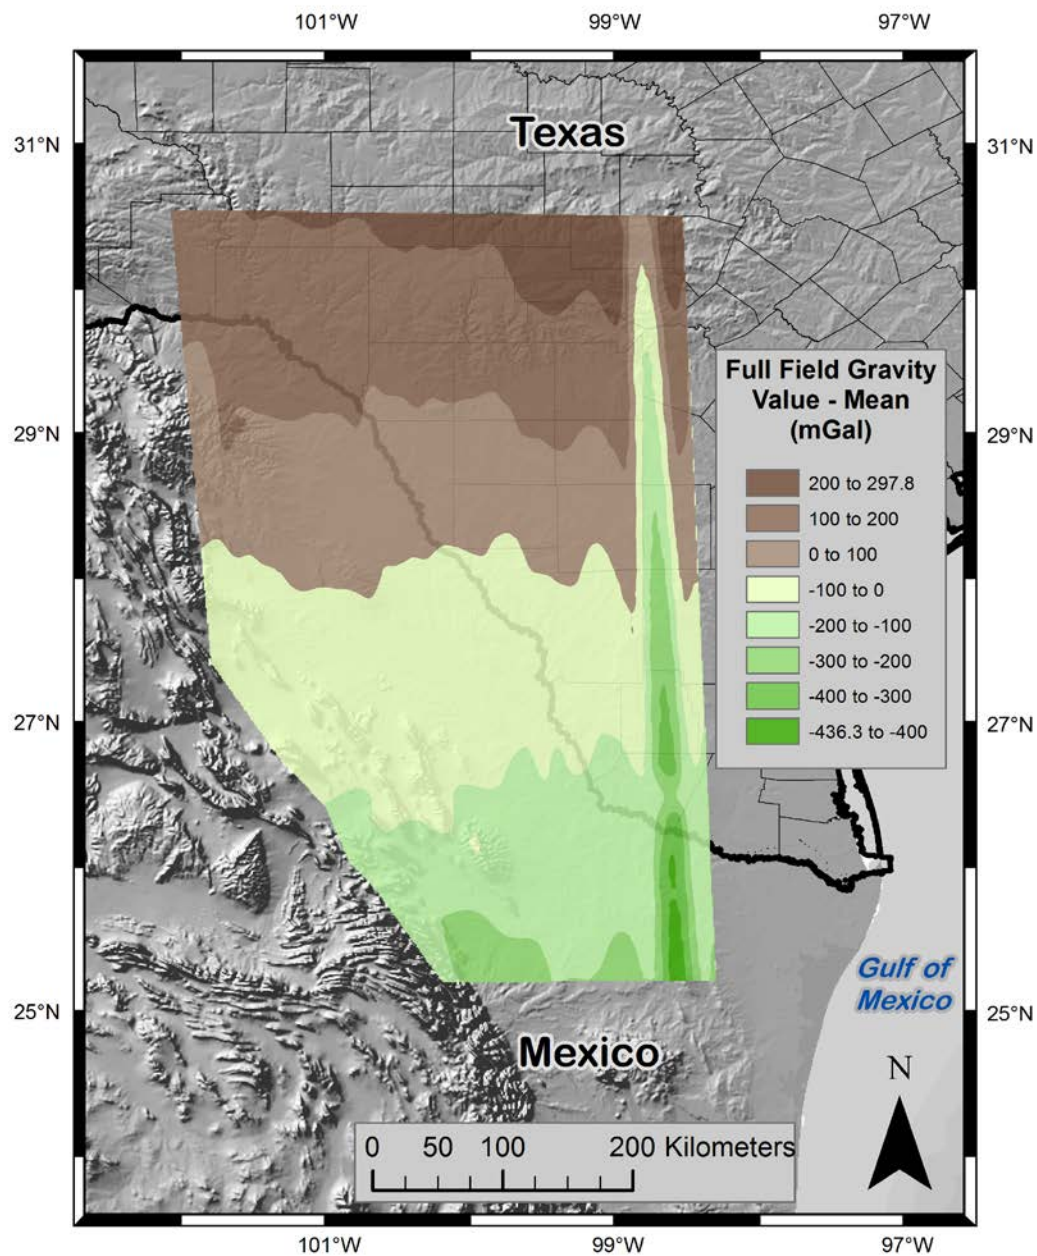 101°W 99°W 97°W
Texas
31°N 31°N
29°N 29°N
Full Field Gravity
Value - Mean
(mGal)
200 to 297.8
100 to 200
0 to 100
-100 to 0
-200 to -100
-300 to -200
-400 to -300
-436.3 to -400
27°N 27°N
Gulf of
Mexico
25°N 25°N
Mexico
N
0 50 100 200 Kilometers
101°W 99°W 97°W